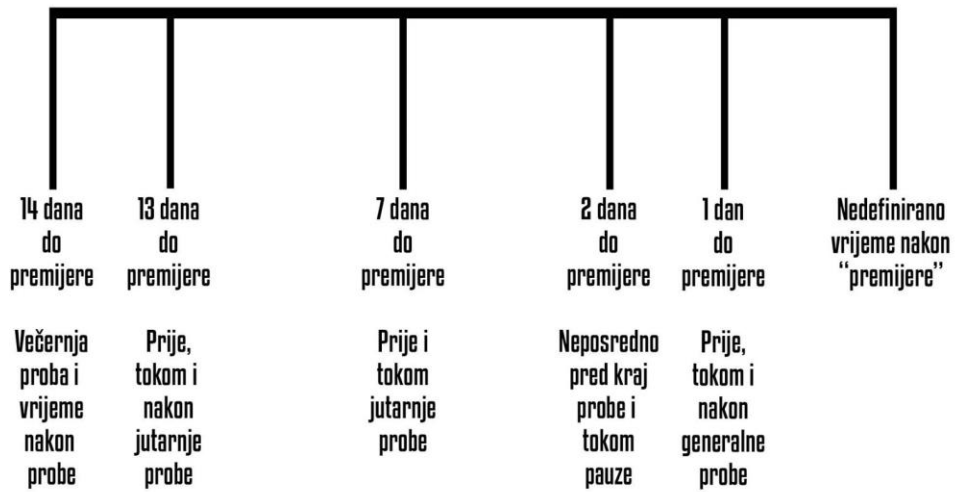 14 dana
do
premijere
Večernja
proba i
vrijeme
nakon
probe
13 dana
do
premijere
Prije,
tokom i
nakon
jutarnje
probe
7 dana
do
premijere
Prije i
tokom
jutarnje
probe
2 dana
do
premijere
Neposredno
pred kraj
probe i
tokom
pauze
1 dan
do
premijere
Prije,
tokom i
nakon
generalne
probe
Nedefinirano
vrijeme nakon
“premijere”